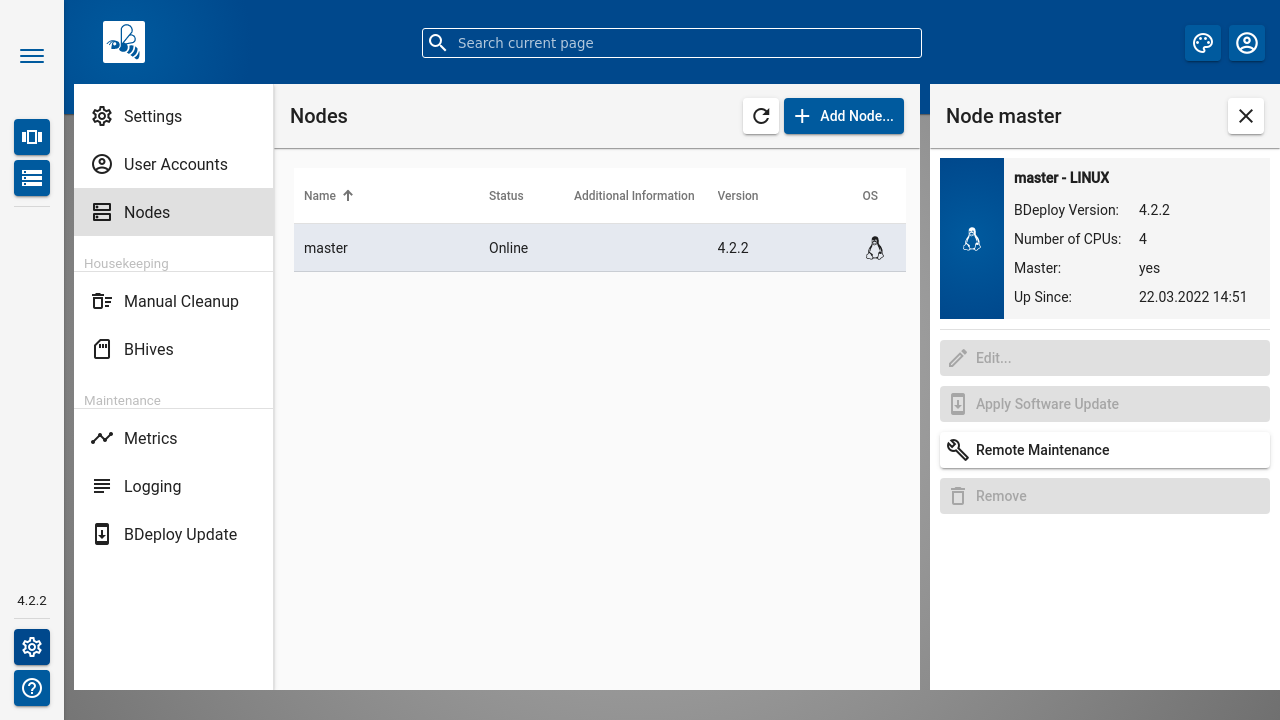 Search current page
Settings
User Accounts
Nodes
Housekeeping
Manual Cleanup
BHives
Maintenance
Metrics
Logging
BDeploy Update
4.2.2
Nodes
Add Node...
Name Status Additional Information Version OS
master Online 4.2.2
Node master
master - LINUX
BDeploy Version: 4.2.2
Number of CPUs: 4
Master: yes
Up Since: 22.03.2022 14:51
Edit...
Apply Software Update
Remote Maintenance
Remove